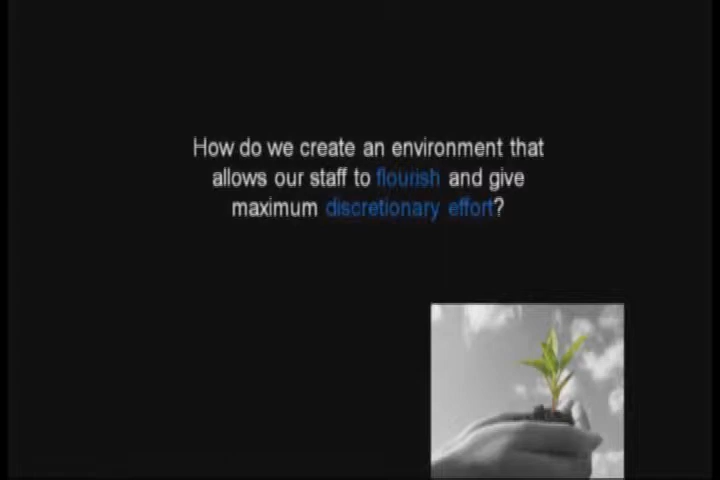 How do we create an environment that
allows our staff to flourish and give
maximum discretionary effort?